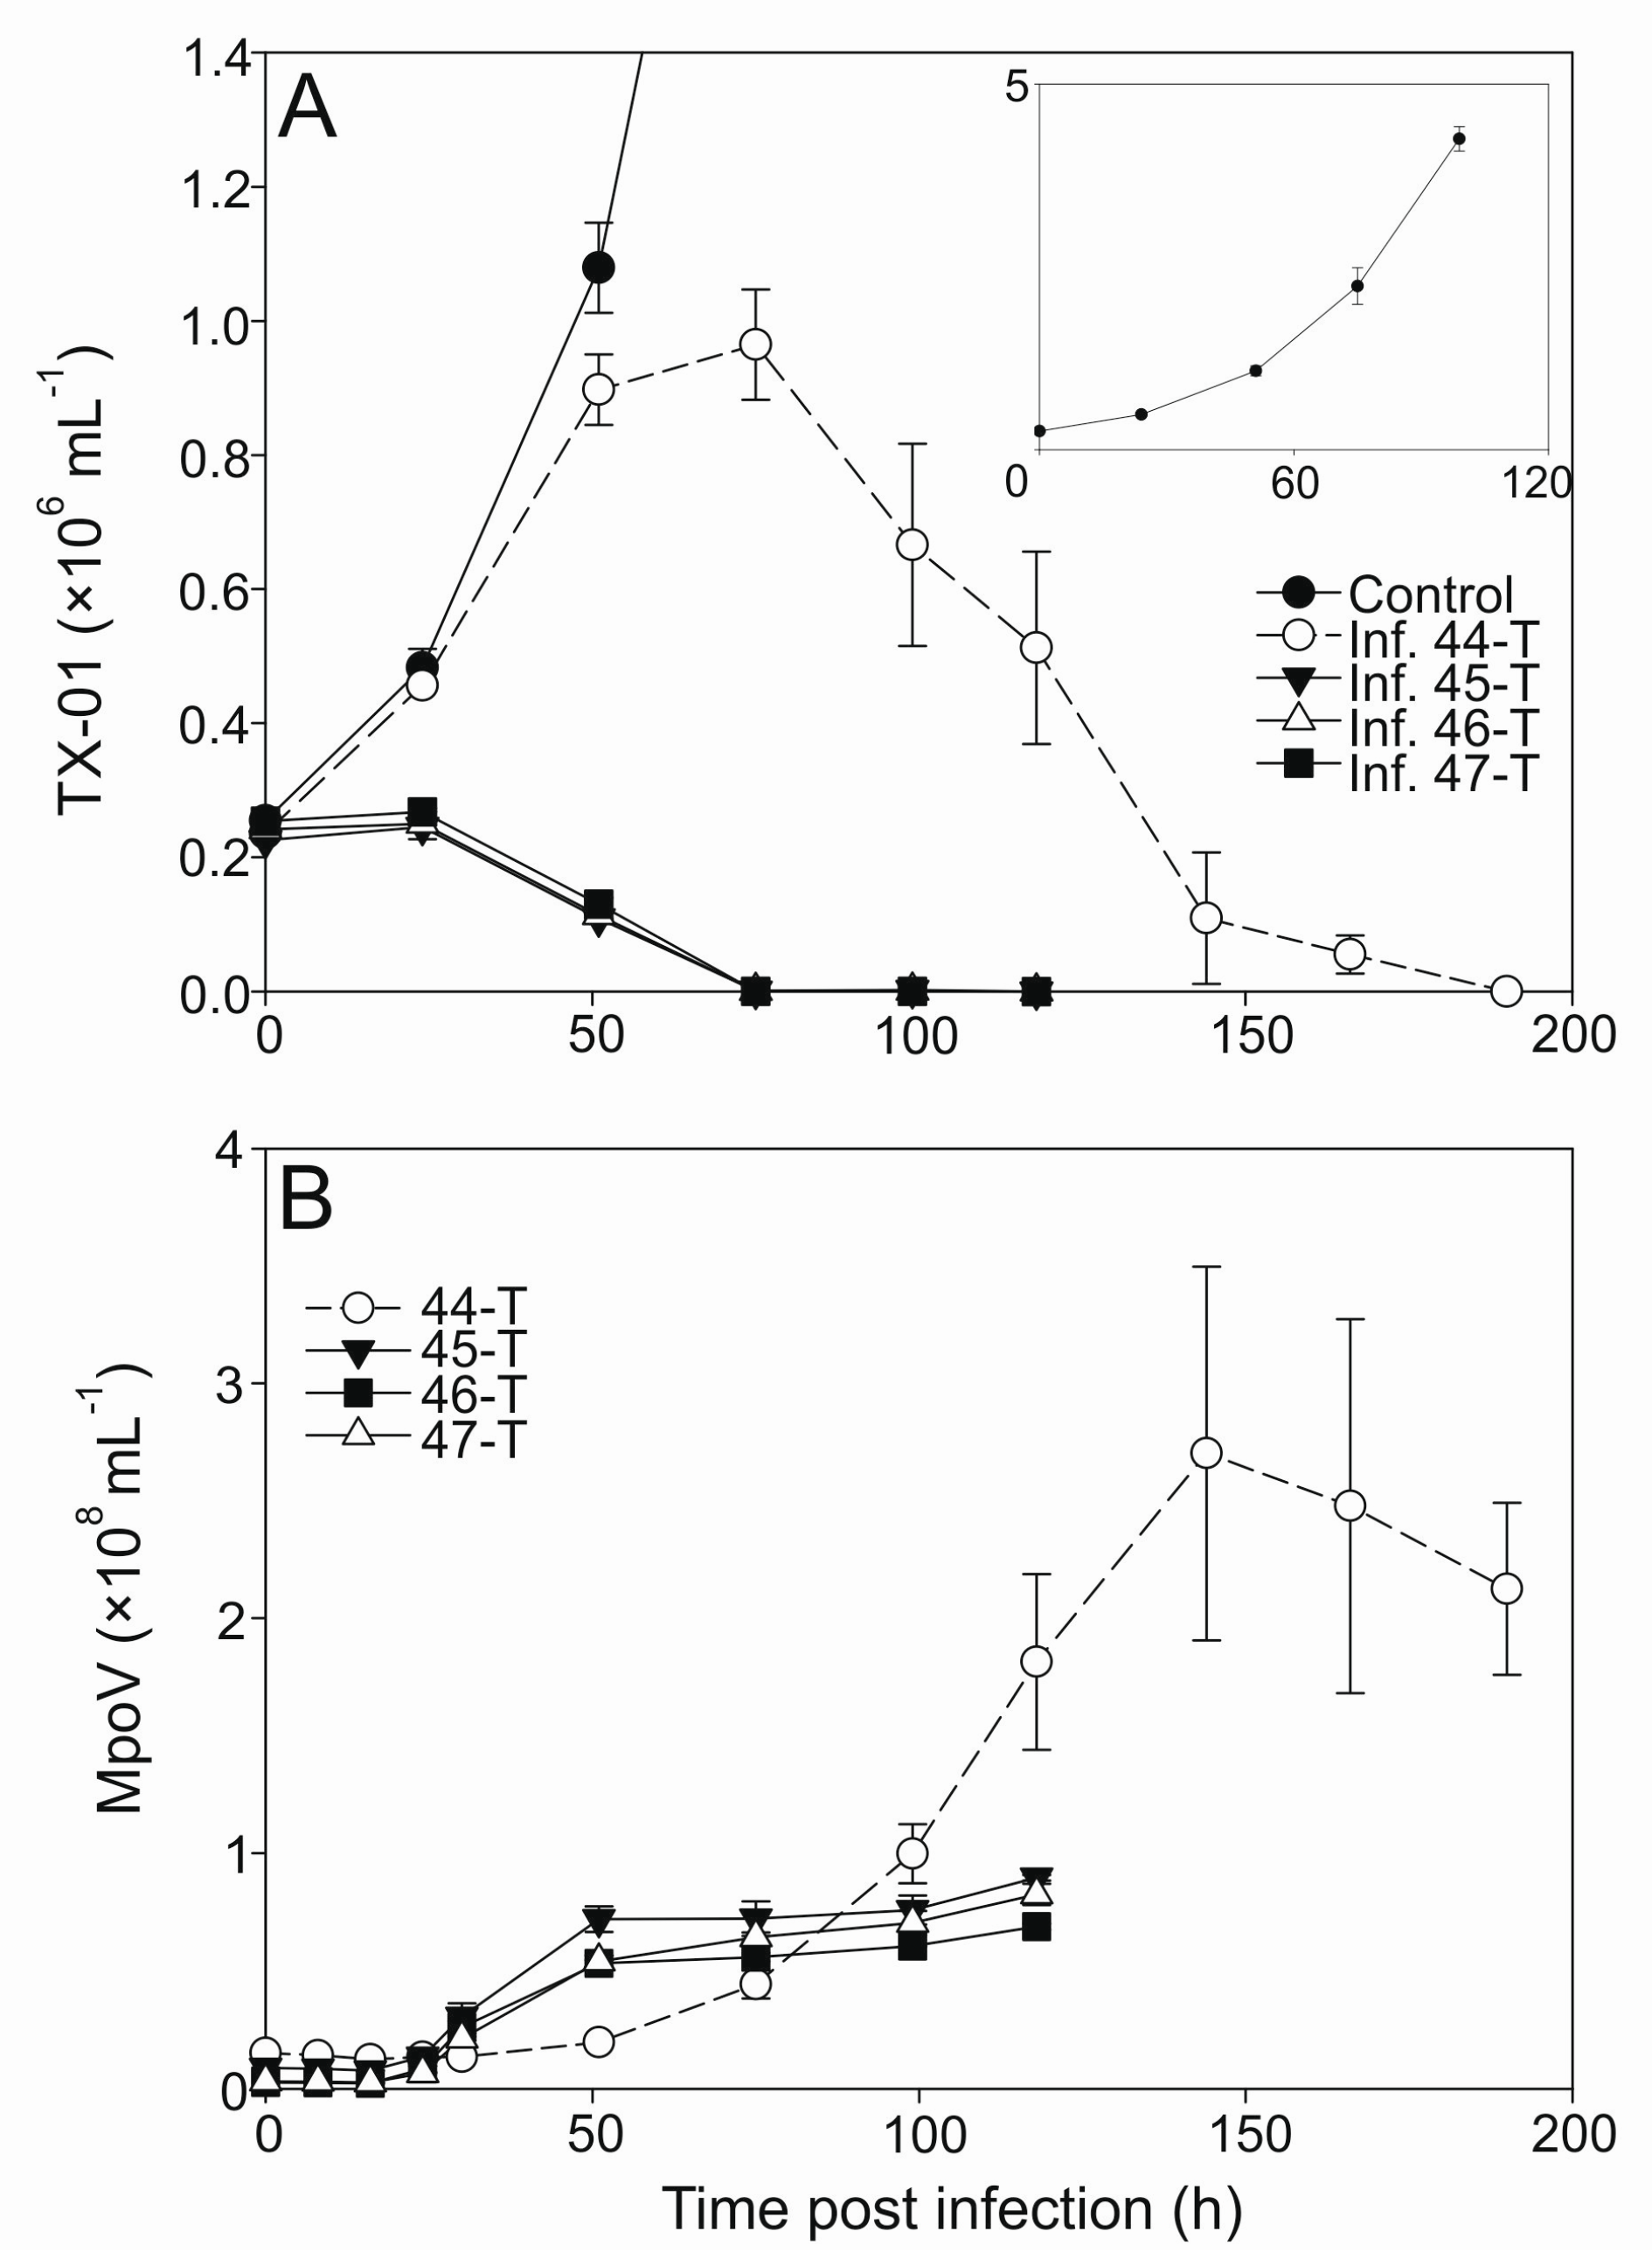 A
TX-01 (×10⁶ mL⁻¹)
1.4
1.2
1.0
0.8
0.6
0.4
0.2
0.0
0 50 100 150 200
5
0 60 120
Control
Inf. 44-T
Inf. 45-T
Inf. 46-T
Inf. 47-T
B
MpoV (×10⁸ mL⁻¹)
4
3
2
1
0
44-T
45-T
46-T
47-T
0 50 100 150 200
Time post infection (h)